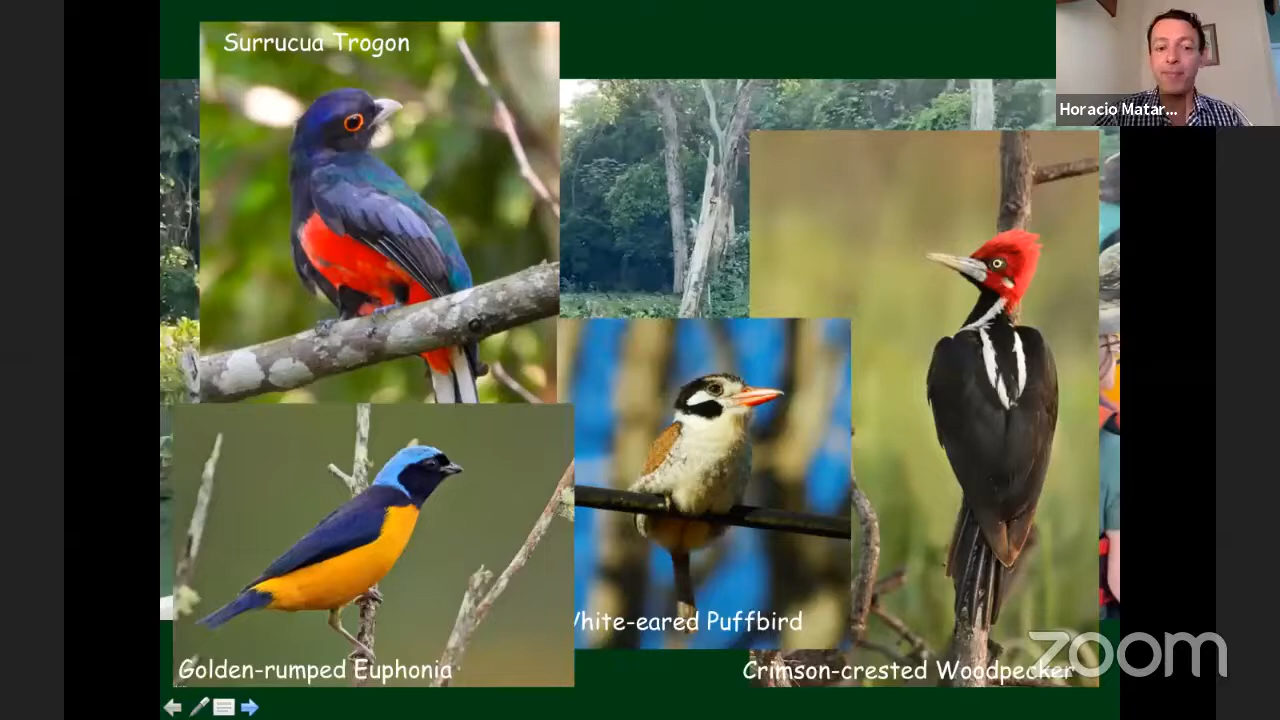 Surrucua Trogon
Horacio Matar...
White-eared Puffbird
Golden-rumped Euphonia
Crimson-crested Woodpecker
zoom